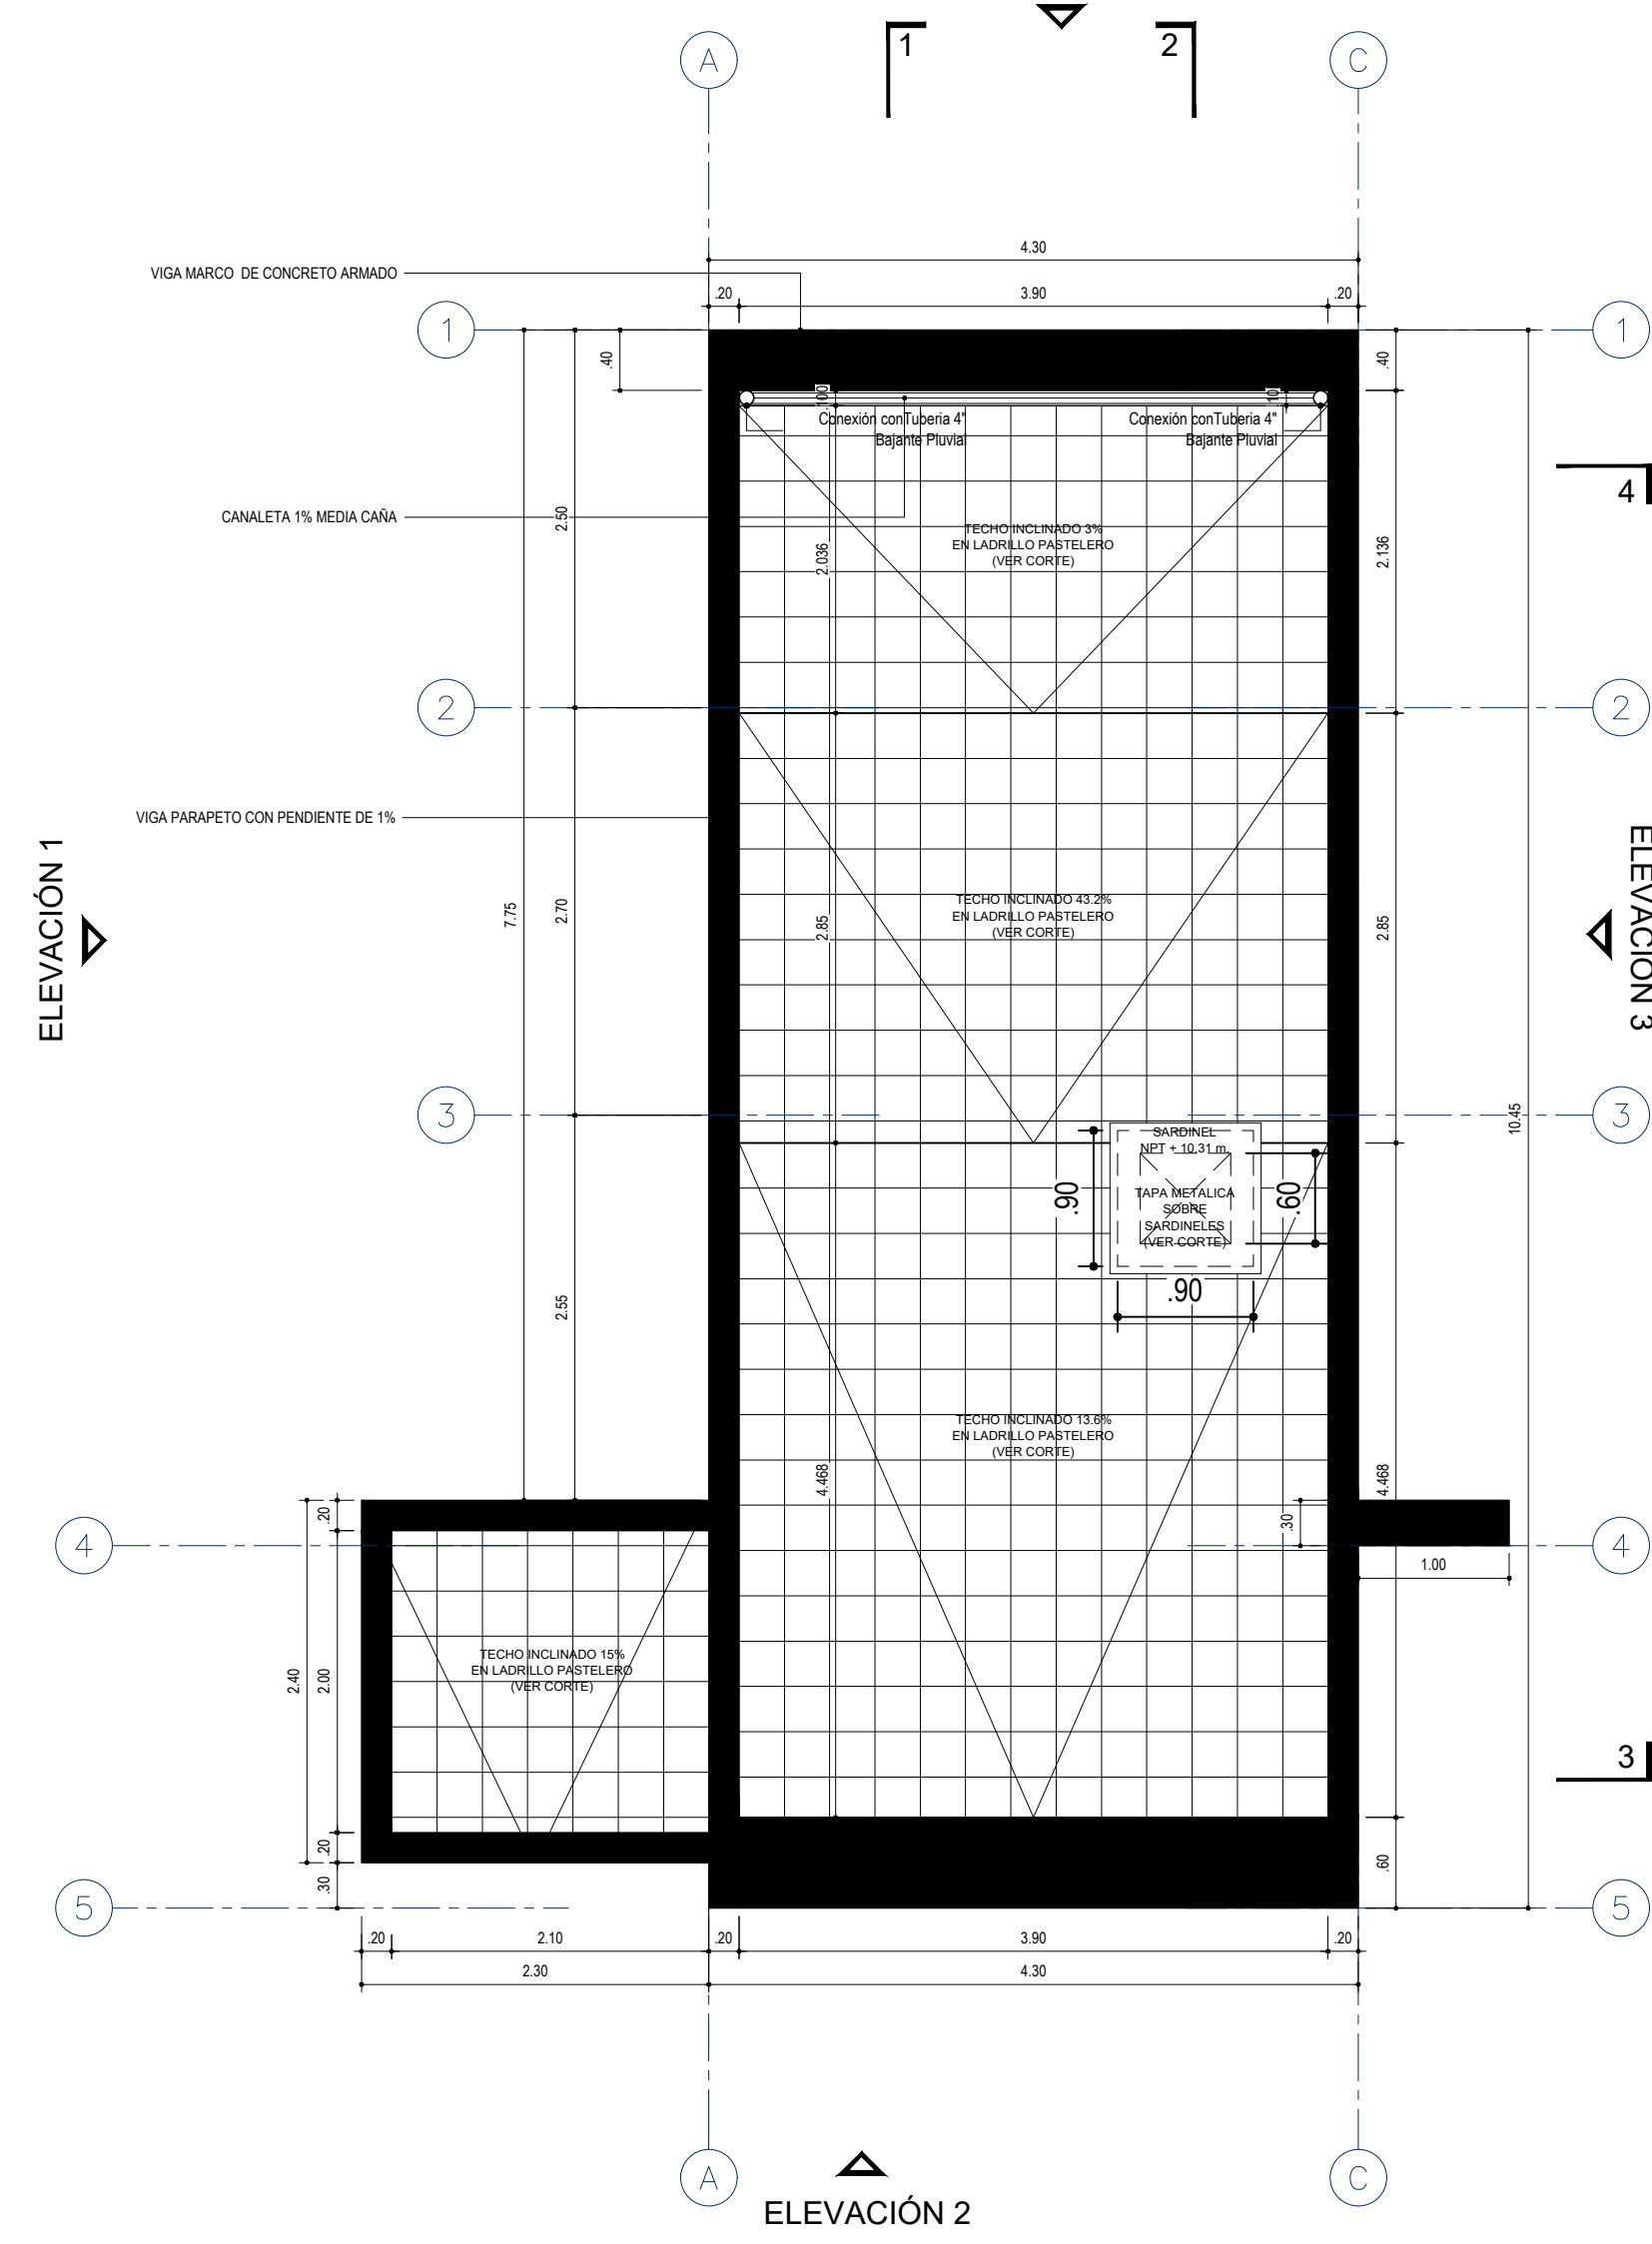 1
2
A
C
4.30
.20
3.90
.20
VIGA MARCO DE CONCRETO ARMADO
1
1
.40
.40
.100
.10
Conexión conTuberia 4"
Bajante Pluvial
Conexión conTuberia 4"
Bajante Pluvial
4
CANALETA 1% MEDIA CAÑA
2.50
2.036
TECHO INCLINADO 3%
EN LADRILLO PASTELERO
(VER CORTE)
2.136
2
2
VIGA PARAPETO CON PENDIENTE DE 1%
ELEVACIÓN 1
7.75
2.70
2.85
TECHO INCLINADO 43.2%
EN LADRILLO PASTELERO
(VER CORTE)
2.85
ELEVACIÓN 3
3
3
10.45
SARDINEL
NPT + 10.31 m.
.90
.60
TAPA METALICA
SOBRE
SARDINELES
(VER CORTE)
.90
2.55
TECHO INCLINADO 13.6%
EN LADRILLO PASTELERO
(VER CORTE)
4.468
4.468
.20
.30
4
4
1.00
TECHO INCLINADO 15%
EN LADRILLO PASTELERO
(VER CORTE)
2.40
2.00
3
.20
.30
.60
5
5
.20
2.10
.20
3.90
.20
2.30
4.30
A
C
ELEVACIÓN 2